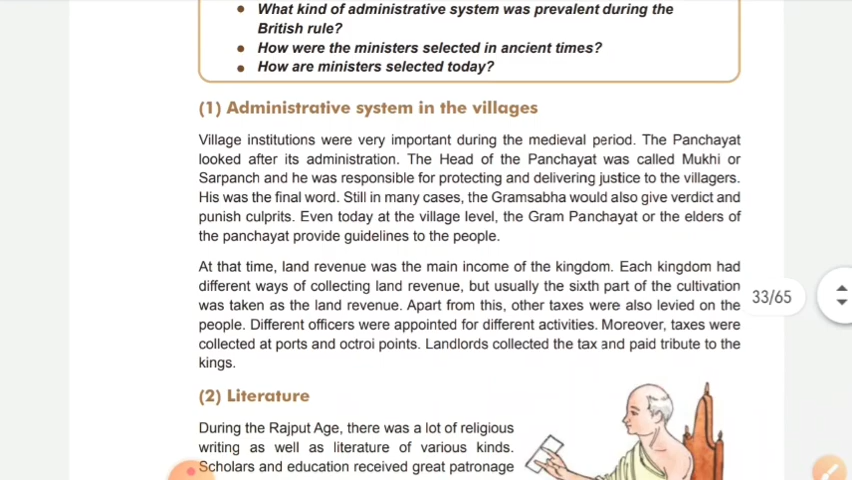 • What kind of administrative system was prevalent during the
British rule?
• How were the ministers selected in ancient times?
• How are ministers selected today?
(1) Administrative system in the villages
Village institutions were very important during the medieval period. The Panchayat
looked after its administration. The Head of the Panchayat was called Mukhi or
Sarpanch and he was responsible for protecting and delivering justice to the villagers.
His was the final word. Still in many cases, the Gramsabha would also give verdict and
punish culprits. Even today at the village level, the Gram Panchayat or the elders of
the panchayat provide guidelines to the people.
At that time, land revenue was the main income of the kingdom. Each kingdom had
different ways of collecting land revenue, but usually the sixth part of the cultivation
was taken as the land revenue. Apart from this, other taxes were also levied on the
people. Different officers were appointed for different activities. Moreover, taxes were
collected at ports and octroi points. Landlords collected the tax and paid tribute to the
kings.
33/65
(2) Literature
During the Rajput Age, there was a lot of religious
writing as well as literature of various kinds.
Scholars and education received great patronage